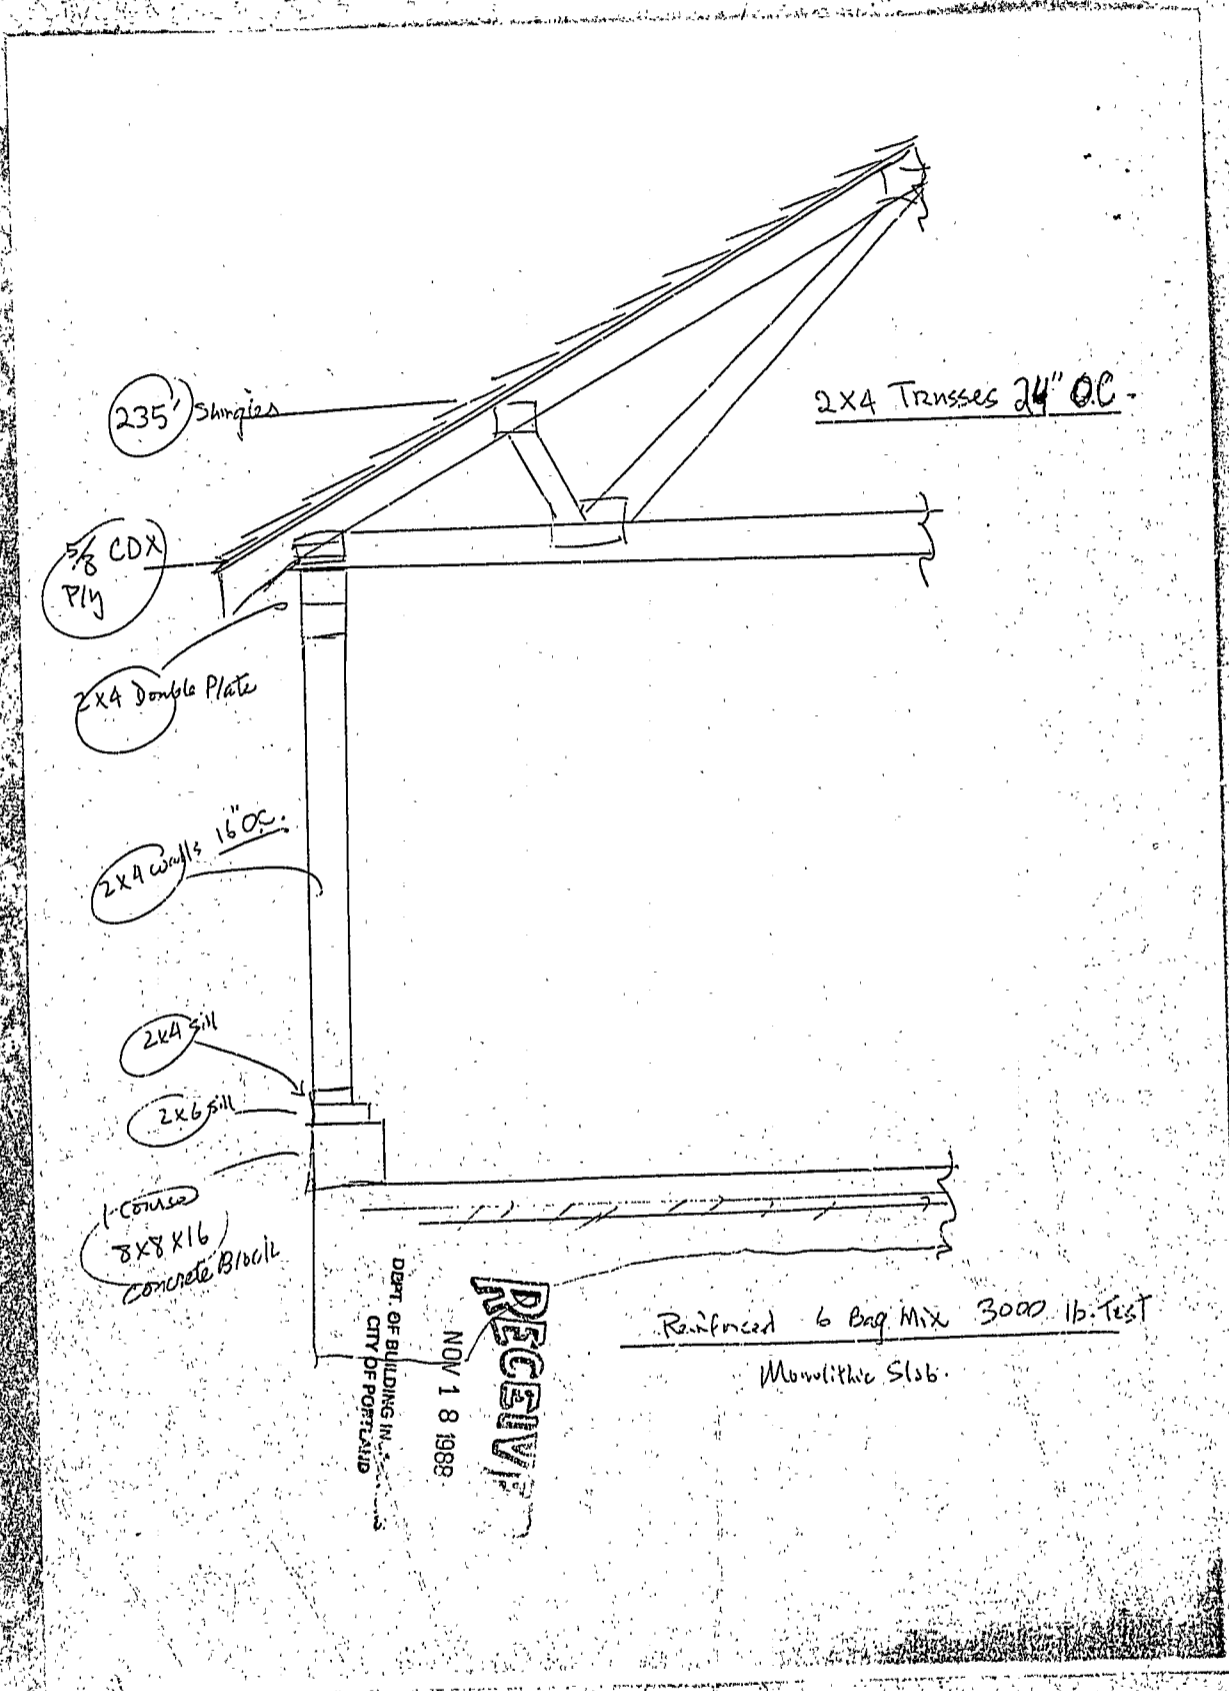 235' Shingles
2x4 Trusses 24" O.C.
5/8 CDX
Ply
2x4 Double Plate
2x4 walls 16" O.C.
2x4 sill
2x6 sill
1-course
8x8x16
concrete Block
Reinforced 6 Bag Mix 3000 lb. Test
Monolithic Slab.
RECEIVE
NOV 18 1988
DEPT. OF BUILDING IN
CITY OF PORTLAND